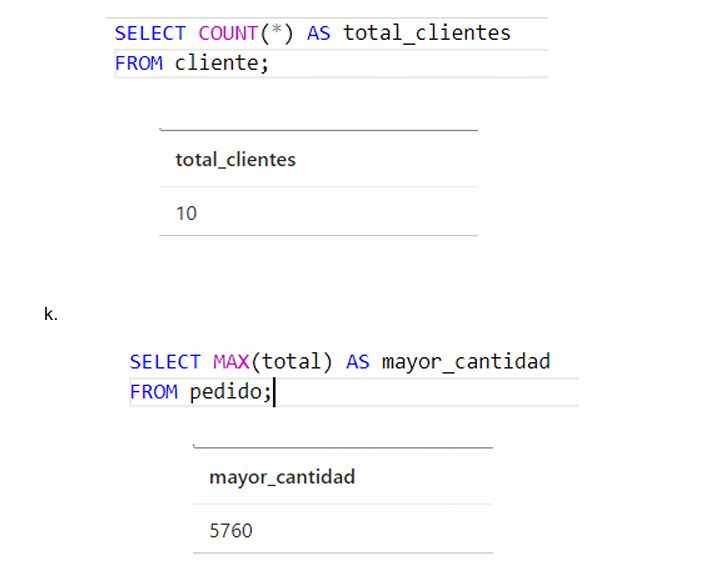 SELECT COUNT(*) AS total_clientes
FROM cliente;
total_clientes
10
k.
SELECT MAX(total) AS mayor_cantidad
FROM pedido;
mayor_cantidad
5760